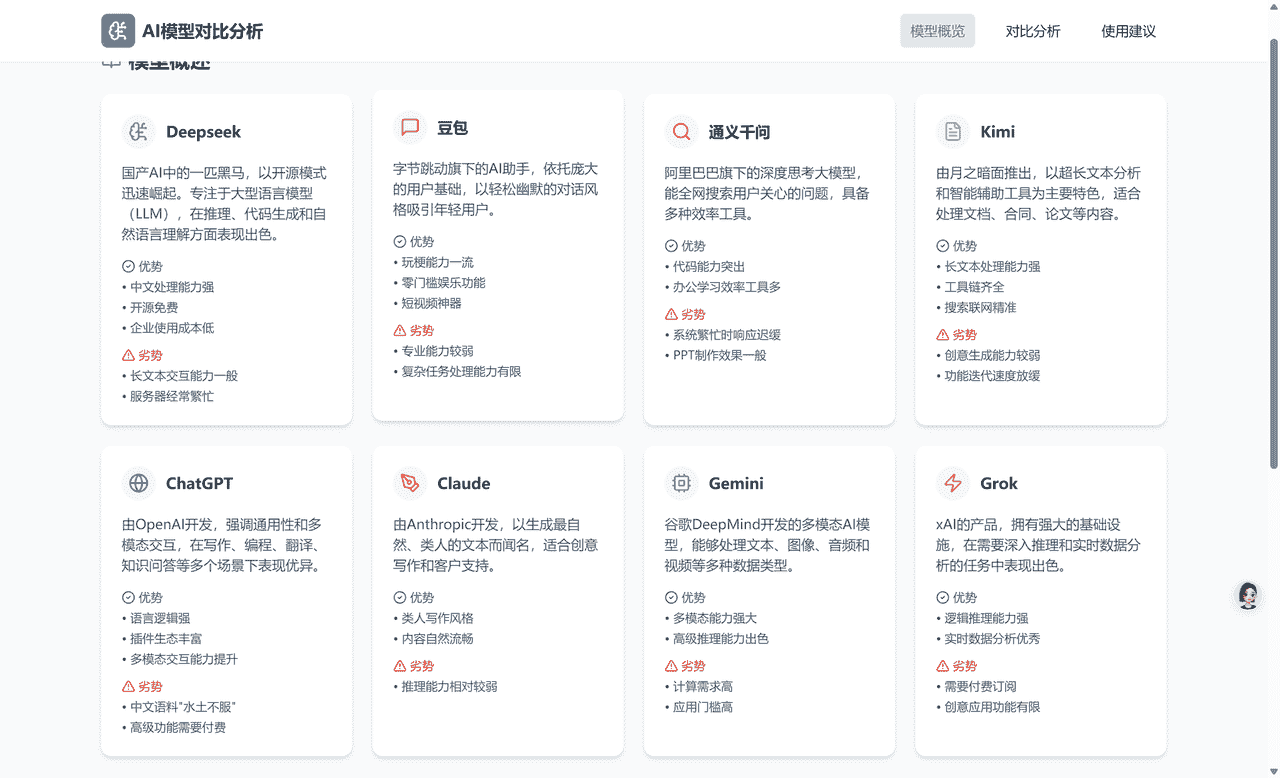 AI模型对比分析
模型概览
对比分析
使用建议
模型概述
Deepseek
国产AI中的一匹黑马，以开源模式
迅速崛起。专注于大型语言模型
（LLM），在推理、代码生成和自
然语言理解方面表现出色。
优势
• 中文处理能力强
• 开源免费
• 企业使用成本低
劣势
• 长文本交互能力一般
• 服务器经常繁忙
豆包
字节跳动旗下的AI助手，依托庞大
的用户基础，以轻松幽默的对话风
格吸引年轻用户。
优势
• 玩梗能力一流
• 零门槛娱乐功能
• 短视频神器
劣势
• 专业能力较弱
• 复杂任务处理能力有限
通义千问
阿里巴巴旗下的深度思考大模型，
能全网搜索用户关心的问题，具备
多种效率工具。
优势
• 代码能力突出
• 办公学习效率工具多
劣势
• 系统繁忙时响应迟缓
• PPT制作效果一般
Kimi
由月之暗面推出，以超长文本分析
和智能辅助工具为主要特色，适合
处理文档、合同、论文等内容。
优势
• 长文本处理能力强
• 工具链齐全
• 搜索联网精准
劣势
• 创意生成能力较弱
• 功能迭代速度放缓
ChatGPT
由OpenAI开发，强调通用性和多
模态交互，在写作、编程、翻译、
知识问答等多个场景下表现优异。
优势
• 语言逻辑强
• 插件生态丰富
• 多模态交互能力提升
劣势
• 中文语料"水土不服"
• 高级功能需要付费
Claude
由Anthropic开发，以生成最自
然、类人的文本而闻名，适合创意
写作和客户支持。
优势
• 类人写作风格
• 内容自然流畅
劣势
• 推理能力相对较弱
Gemini
谷歌DeepMind开发的多模态AI模
型，能够处理文本、图像、音频和
视频等多种数据类型。
优势
• 多模态能力强大
• 高级推理能力出色
劣势
• 计算需求高
• 应用门槛高
Grok
xAI的产品，拥有强大的基础设
施，在需要深入推理和实时数据分
析的任务中表现出色。
优势
• 逻辑推理能力强
• 实时数据分析优秀
劣势
• 需要付费订阅
• 创意应用功能有限